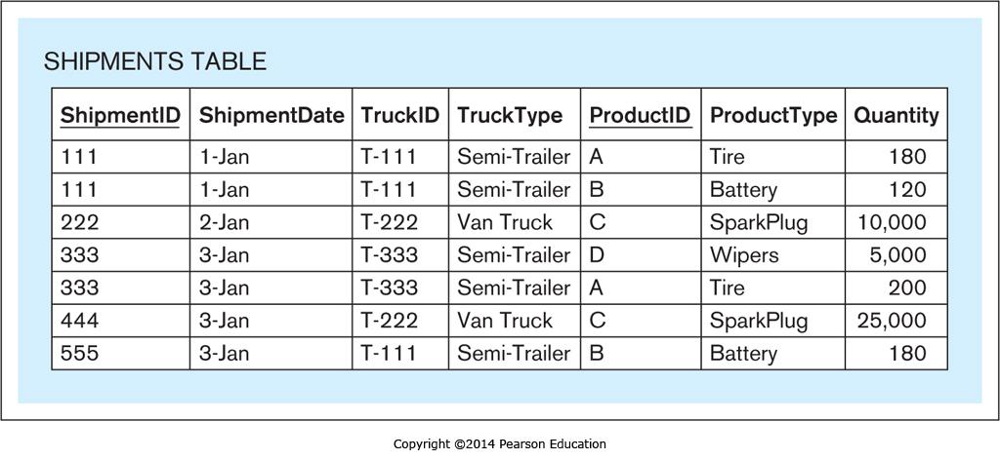 SHIPMENTS TABLE
ShipmentID ShipmentDate TruckID TruckType ProductID ProductType Quantity
111 1-Jan T-111 Semi-Trailer A Tire 180
111 1-Jan T-111 Semi-Trailer B Battery 120
222 2-Jan T-222 Van Truck C SparkPlug 10,000
333 3-Jan T-333 Semi-Trailer D Wipers 5,000
333 3-Jan T-333 Semi-Trailer A Tire 200
444 3-Jan T-222 Van Truck C SparkPlug 25,000
555 3-Jan T-111 Semi-Trailer B Battery 180
Copyright ©2014 Pearson Education